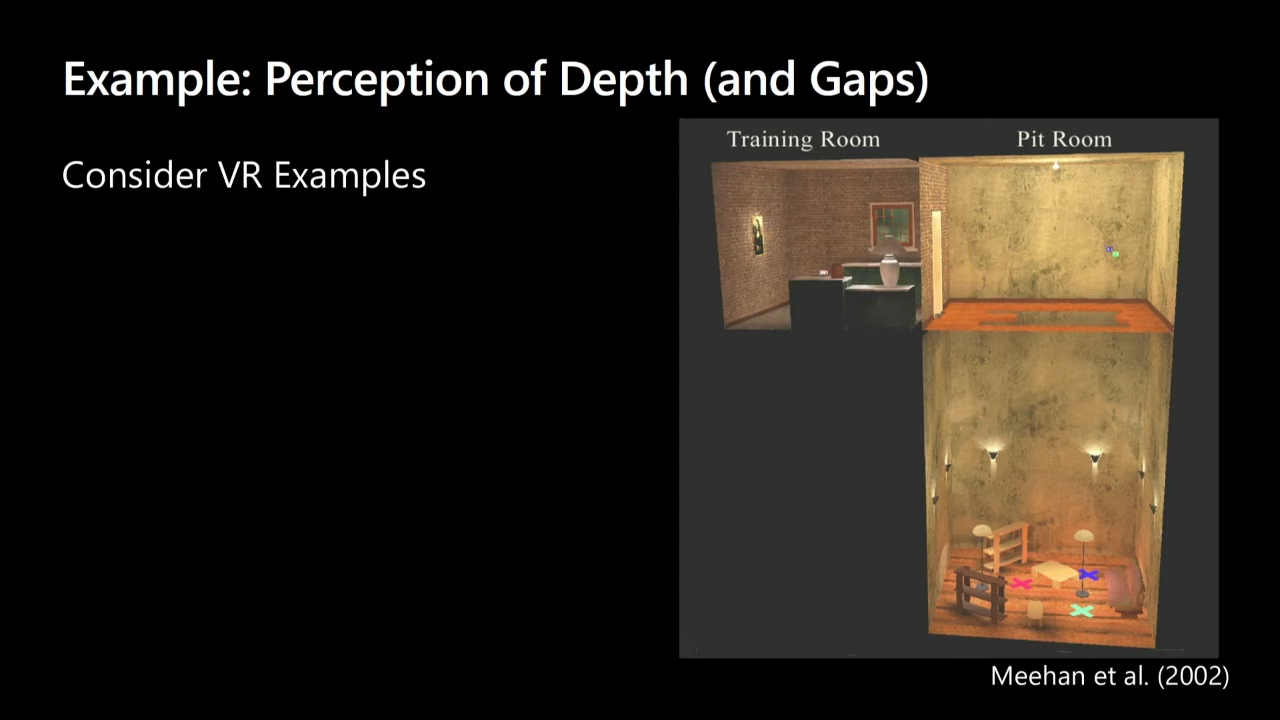 Example: Perception of Depth (and Gaps)
Consider VR Examples
Training Room
Pit Room
Meehan et al. (2002)